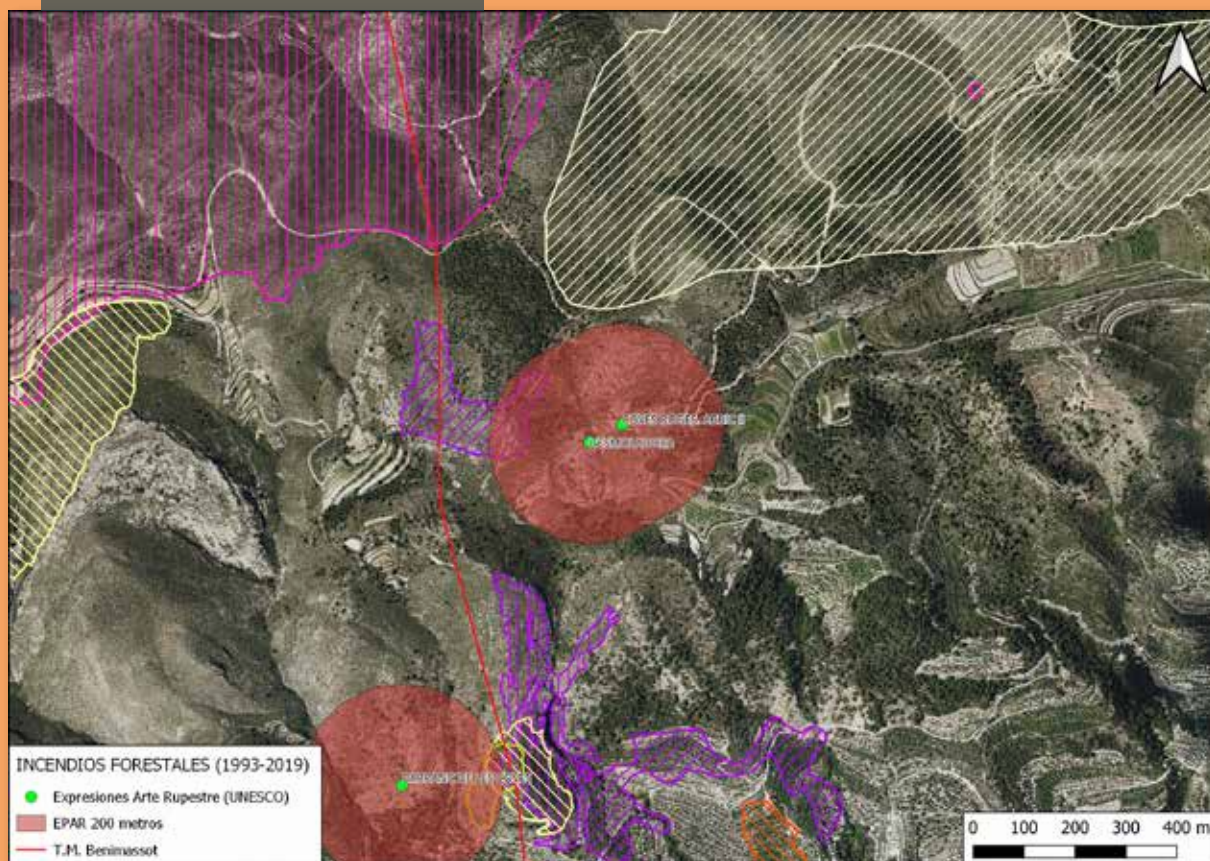 INCENDIOS FORESTALES (1993-2019)
Expresiones Arte Rupestre (UNESCO)
EPAR 200 metros
T.M. Benimassot
0 100 200 300 400 m